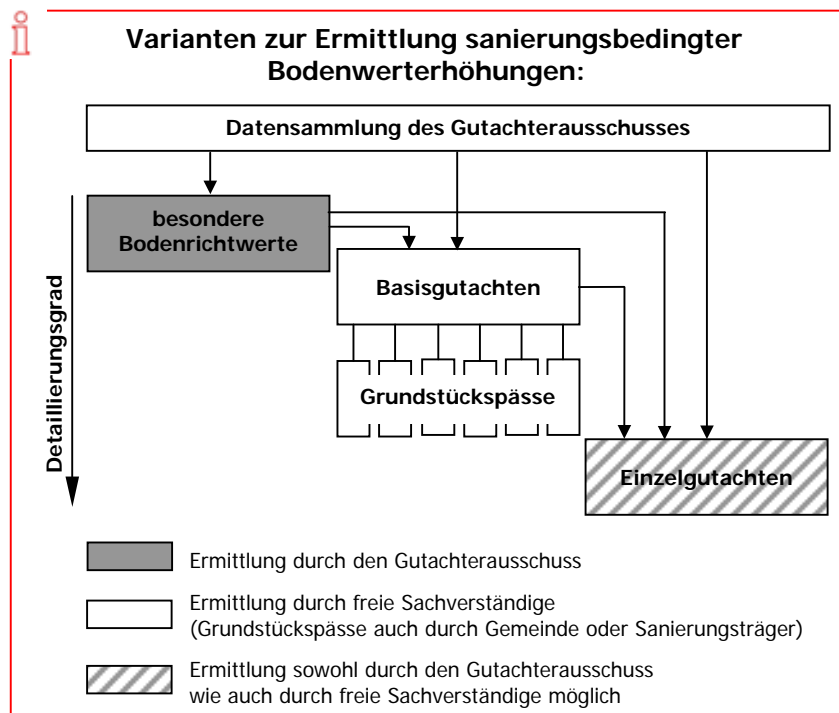 Varianten zur Ermittlung sanierungsbedingter
Bodenwerterhöhungen:
Datensammlung des Gutachterausschusses
besondere
Bodenrichtwerte
Basisgutachten
Grundstückspässe
Einzelgutachten
Detaillierungsgrad
Ermittlung durch den Gutachterausschuss
Ermittlung durch freie Sachverständige
(Grundstückspässe auch durch Gemeinde oder Sanierungsträger)
Ermittlung sowohl durch den Gutachterausschuss
wie auch durch freie Sachverständige möglich